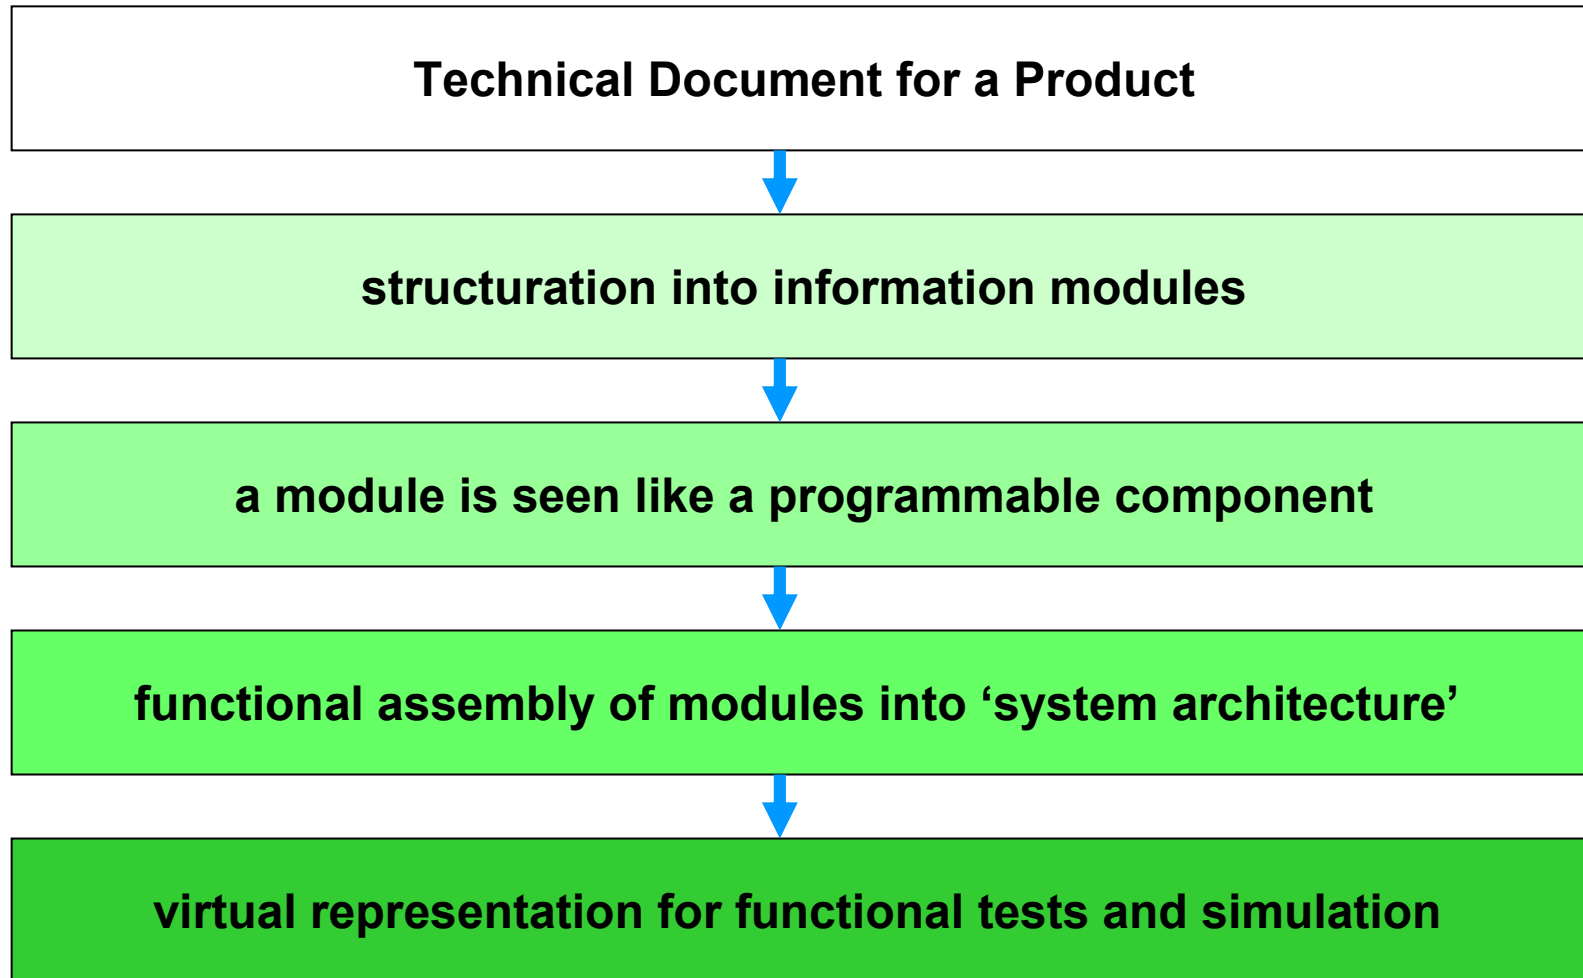 Technical Document for a Product
structuration into information modules
a module is seen like a programmable component
functional assembly of modules into ‘system architecture’
virtual representation for functional tests and simulation